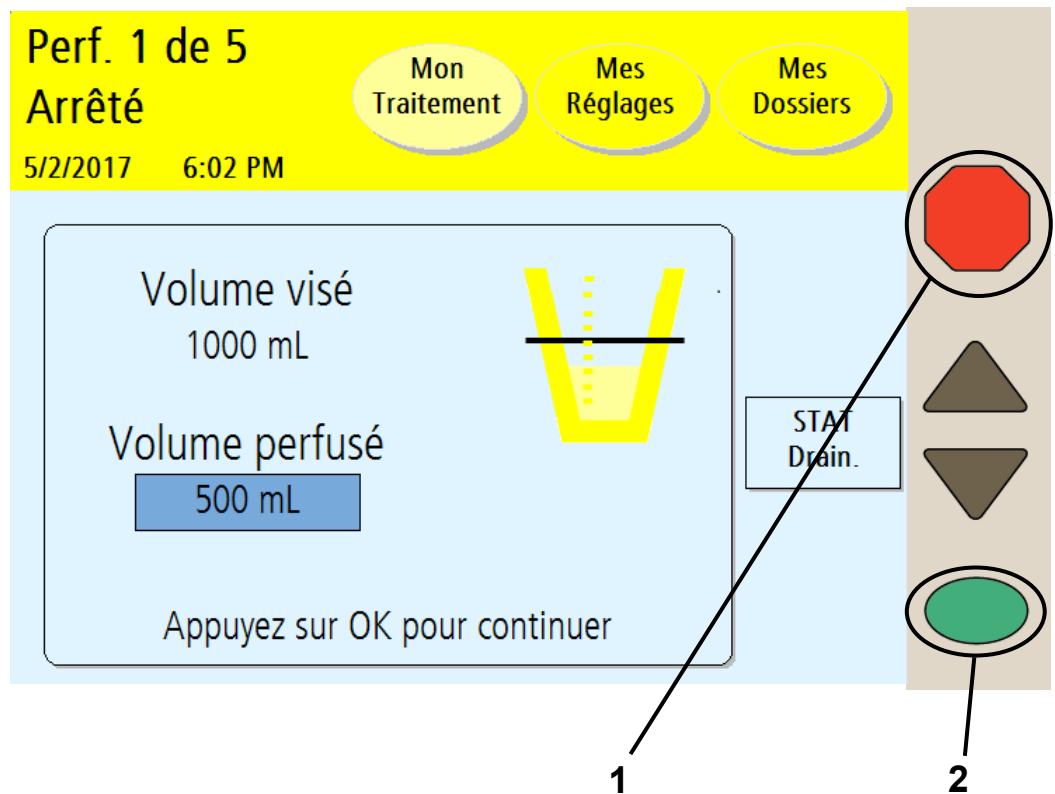 Perf. 1 de 5
Arrêté
5/2/2017 6:02 PM
Mon
Traitement
Mes
Réglages
Mes
Dossiers
Volume visé
1000 mL
Volume perfusé
500 mL
STAT
Drain.
Appuyez sur OK pour continuer
1
2